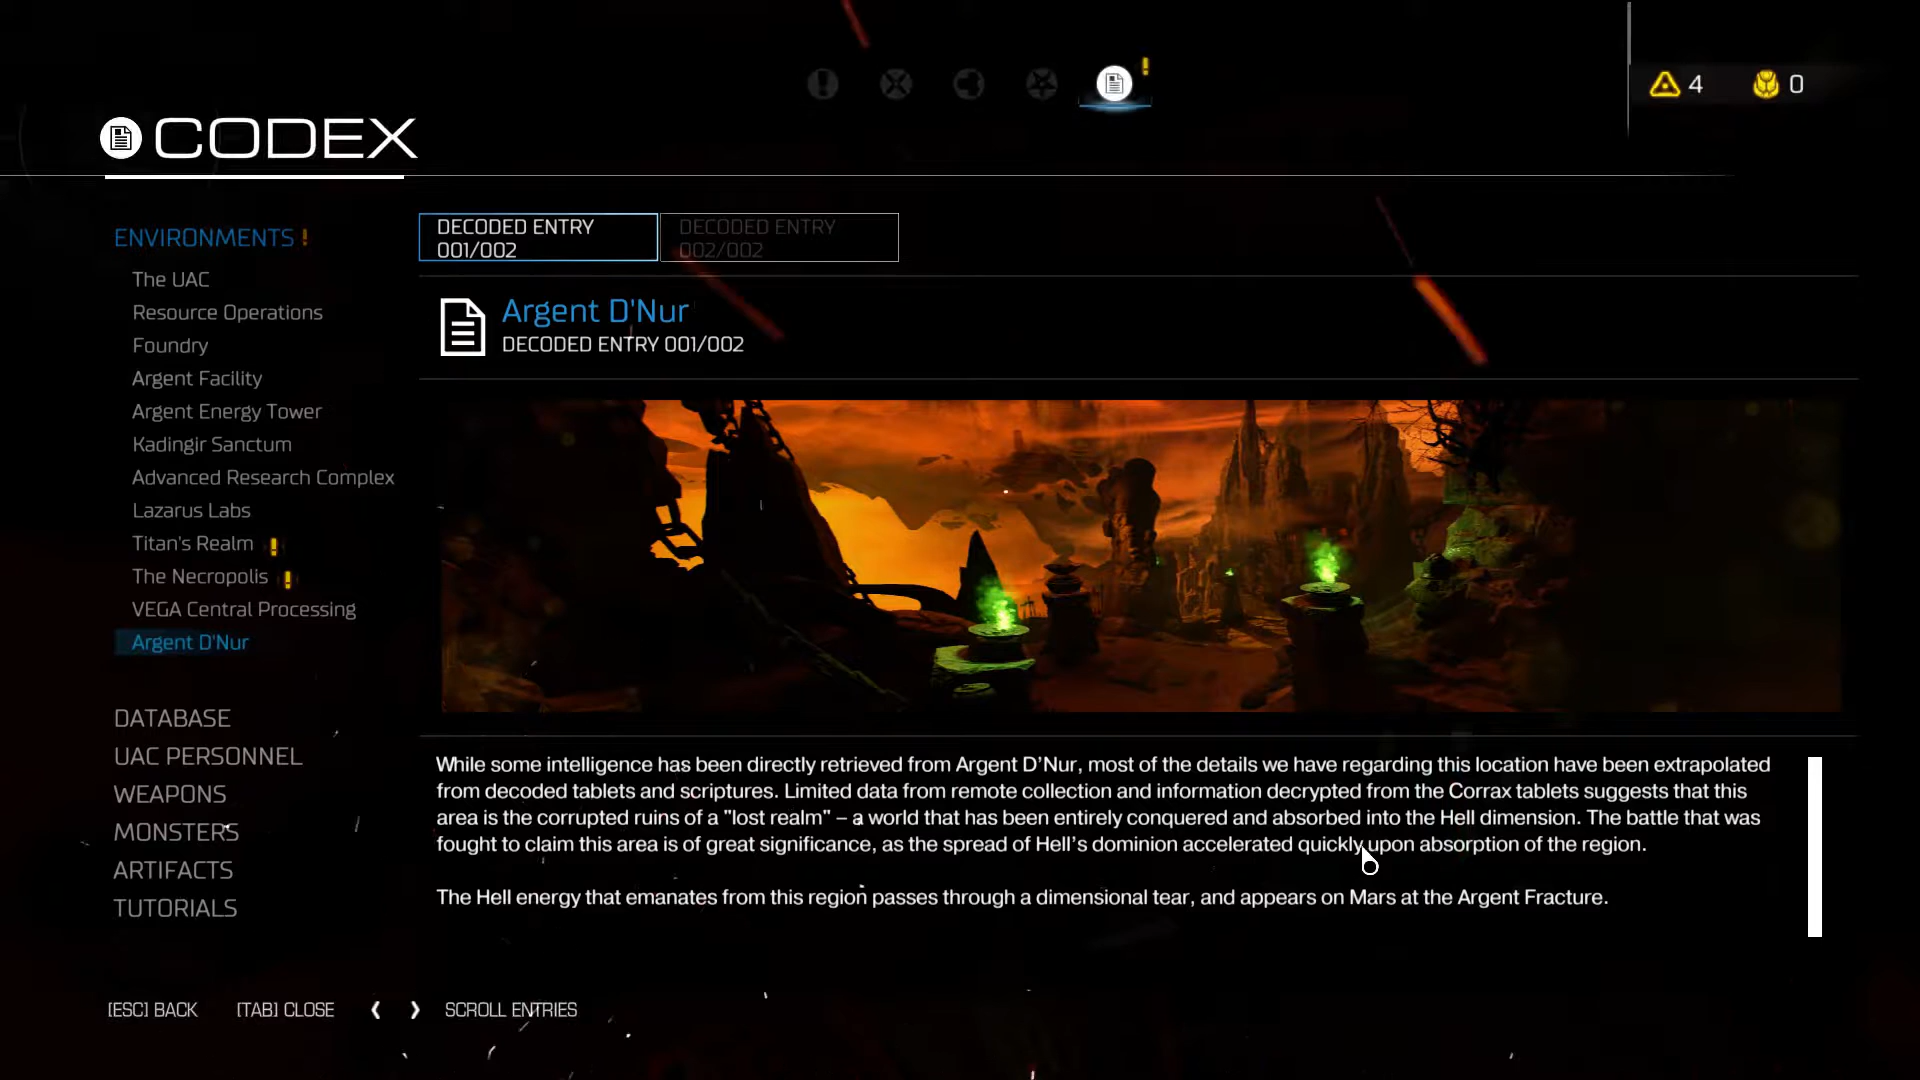 4
0
CODEX
ENVIRONMENTS !
The UAC
Resource Operations
Foundry
Argent Facility
Argent Energy Tower
Kadingir Sanctum
Advanced Research Complex
Lazarus Labs
Titan's Realm !
The Necropolis !
VEGA Central Processing
Argent D'Nur
DATABASE
UAC PERSONNEL
WEAPONS
MONSTERS
ARTIFACTS
TUTORIALS
DECODED ENTRY
001/002
DECODED ENTRY
002/002
Argent D'Nur
DECODED ENTRY 001/002
While some intelligence has been directly retrieved from Argent D’Nur, most of the details we have regarding this location have been extrapolated
from decoded tablets and scriptures. Limited data from remote collection and information decrypted from the Corrax tablets suggests that this
area is the corrupted ruins of a "lost realm" – a world that has been entirely conquered and absorbed into the Hell dimension. The battle that was
fought to claim this area is of great significance, as the spread of Hell’s dominion accelerated quickly upon absorption of the region.
The Hell energy that emanates from this region passes through a dimensional tear, and appears on Mars at the Argent Fracture.
[ESC] BACK [TAB] CLOSE ❮ ❯ SCROLL ENTRIES